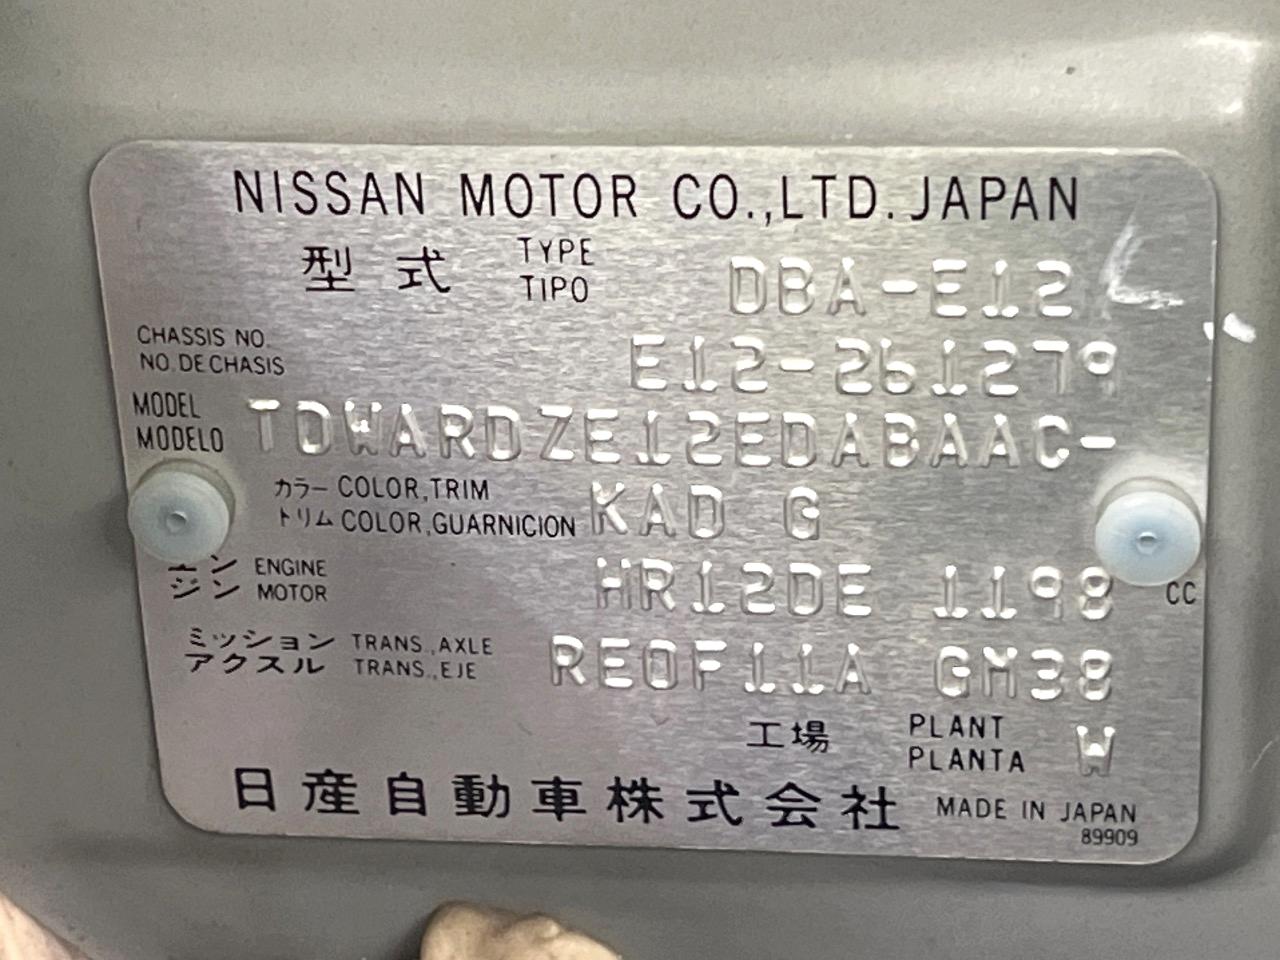 NISSAN MOTOR CO.,LTD. JAPAN
型式 TYPE TIPO DBA-E12
CHASSIS NO.
NO.DE CHASIS E12-261279
MODEL
MODELO TDWARDZE12EDABAAC-
カラー COLOR,TRIM
トリム COLOR,GUARNICION KAD G
エン ENGINE
ジン MOTOR HR12DE 1198 CC
ミッション TRANS.,AXLE
アクスル TRANS.,EJE RE0F11A GM38
工場 PLANT
PLANTA W
日産自動車株式会社 MADE IN JAPAN
89909